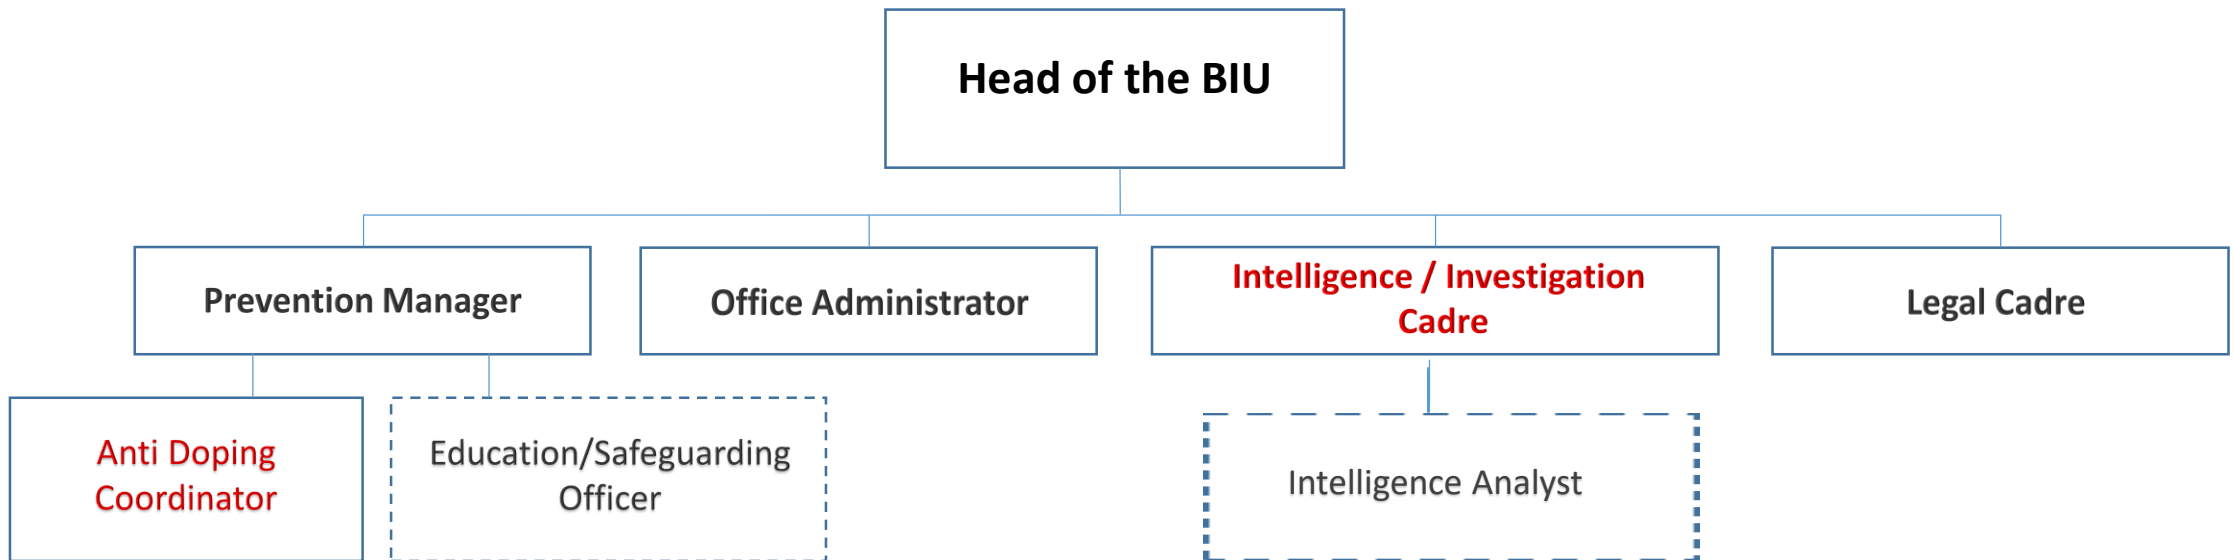 Head of the BIU
Prevention Manager
Office Administrator
Intelligence / Investigation
Cadre
Legal Cadre
Anti Doping
Coordinator
Education/Safeguarding
Officer
Intelligence Analyst